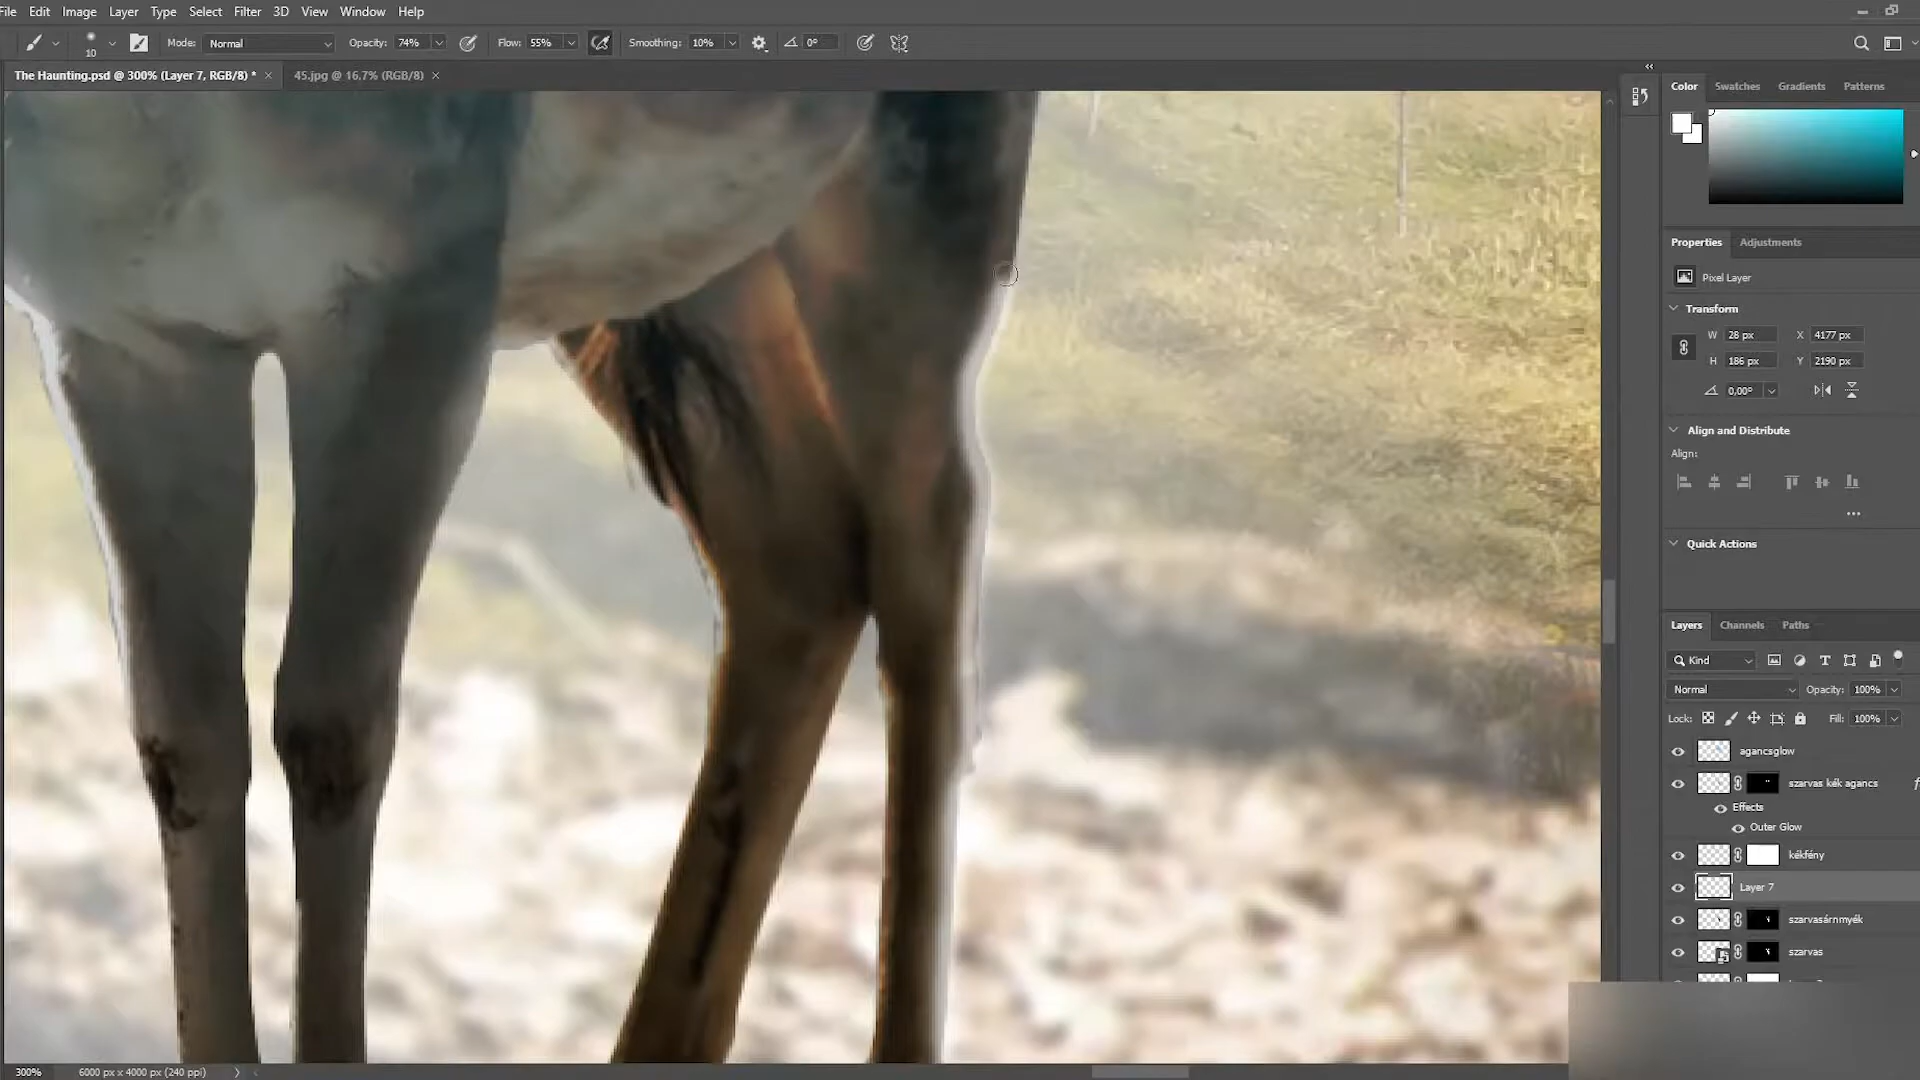 File Edit Image Layer Type Select Filter 3D View Window Help
10 Mode: Normal Opacity: 74% Flow: 55% Smoothing: 10% 0°
The Haunting.psd @ 300% (Layer 7, RGB/8) * 45.jpg @ 16.7% (RGB/8)
Color Swatches Gradients Patterns
Properties Adjustments
Pixel Layer
Transform
W 28 px X 4177 px
H 186 px Y 2190 px
0,00°
Align and Distribute
Align:
Quick Actions
Layers Channels Paths
Kind
Normal Opacity: 100%
Lock: Fill: 100%
agancsglow
szarvas kék agancs
Effects
Outer Glow
kékfény
Layer 7
szarvasárnmyék
szarvas
300% 6000 px x 4000 px (240 ppi)